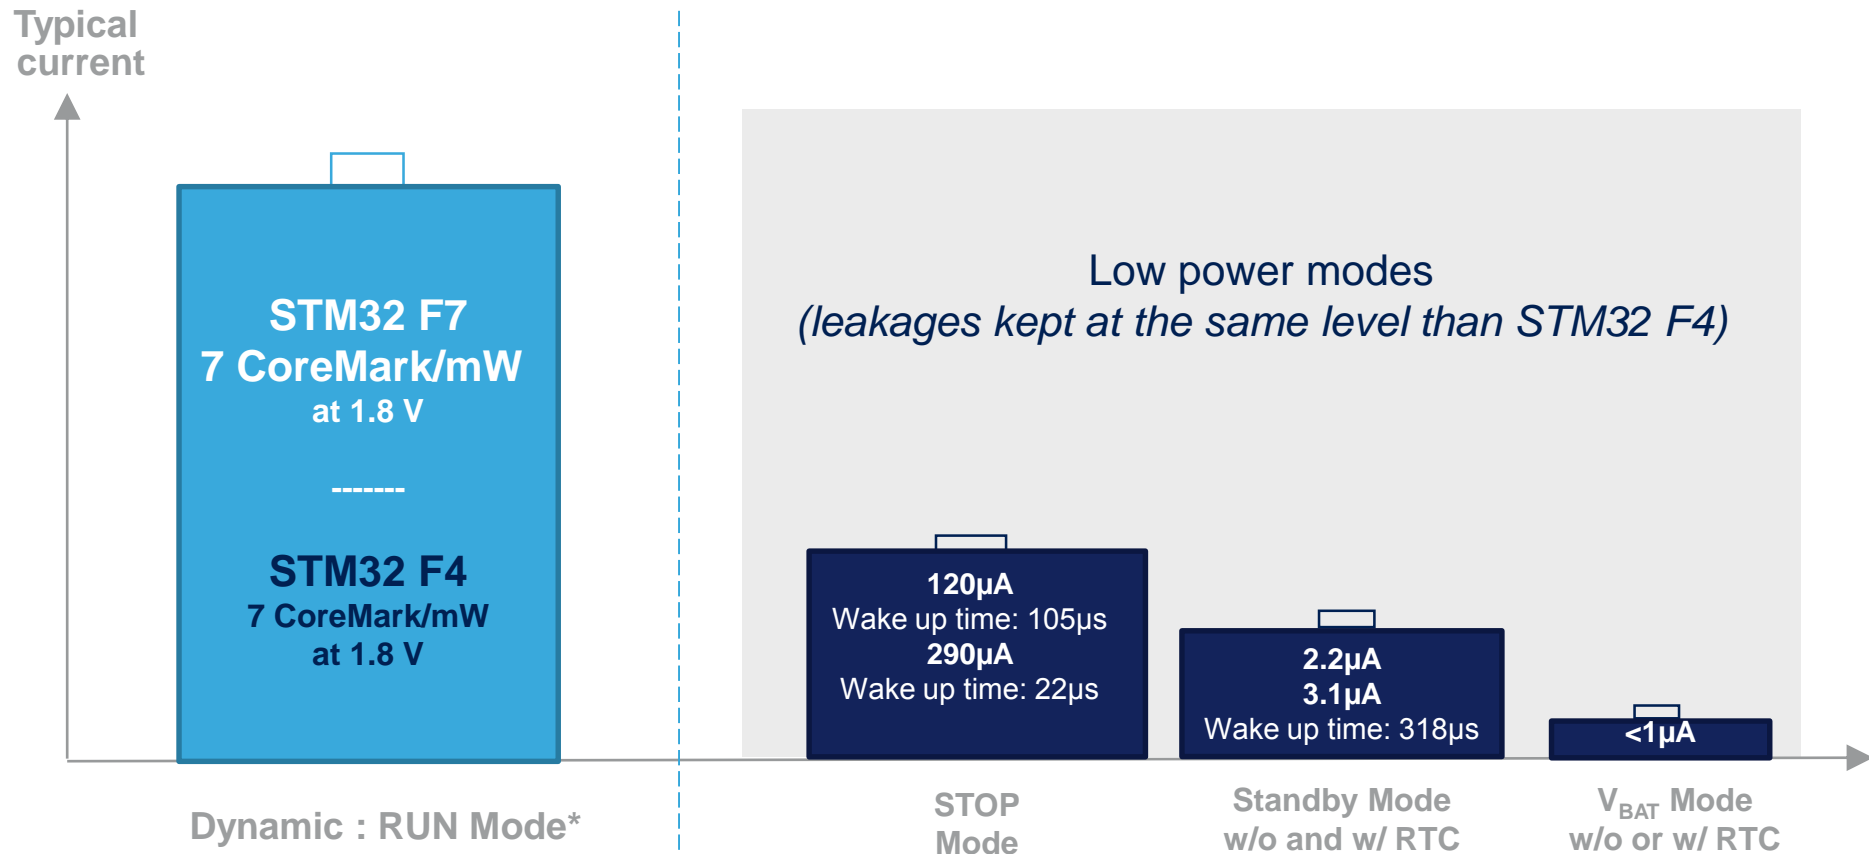 Typical
current
STM32 F7
7 CoreMark/mW
at 1.8 V
-------
STM32 F4
7 CoreMark/mW
at 1.8 V
Low power modes
(leakages kept at the same level than STM32 F4)
120µA
Wake up time: 105µs
290µA
Wake up time: 22µs
2.2µA
3.1µA
Wake up time: 318µs
<1µA
Dynamic : RUN Mode*
STOP
Mode
Standby Mode
w/o and w/ RTC
VBAT Mode
w/o or w/ RTC